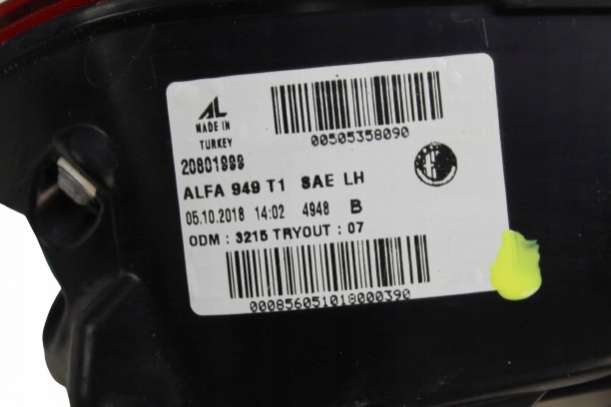 AL
MADE IN
TURKEY
00505358090
20801999
ALFA 949 T1 SAE LH
05.10.2018 14:02 4948 B
ODM : 3215 TRYOUT : 07
000856051018000390